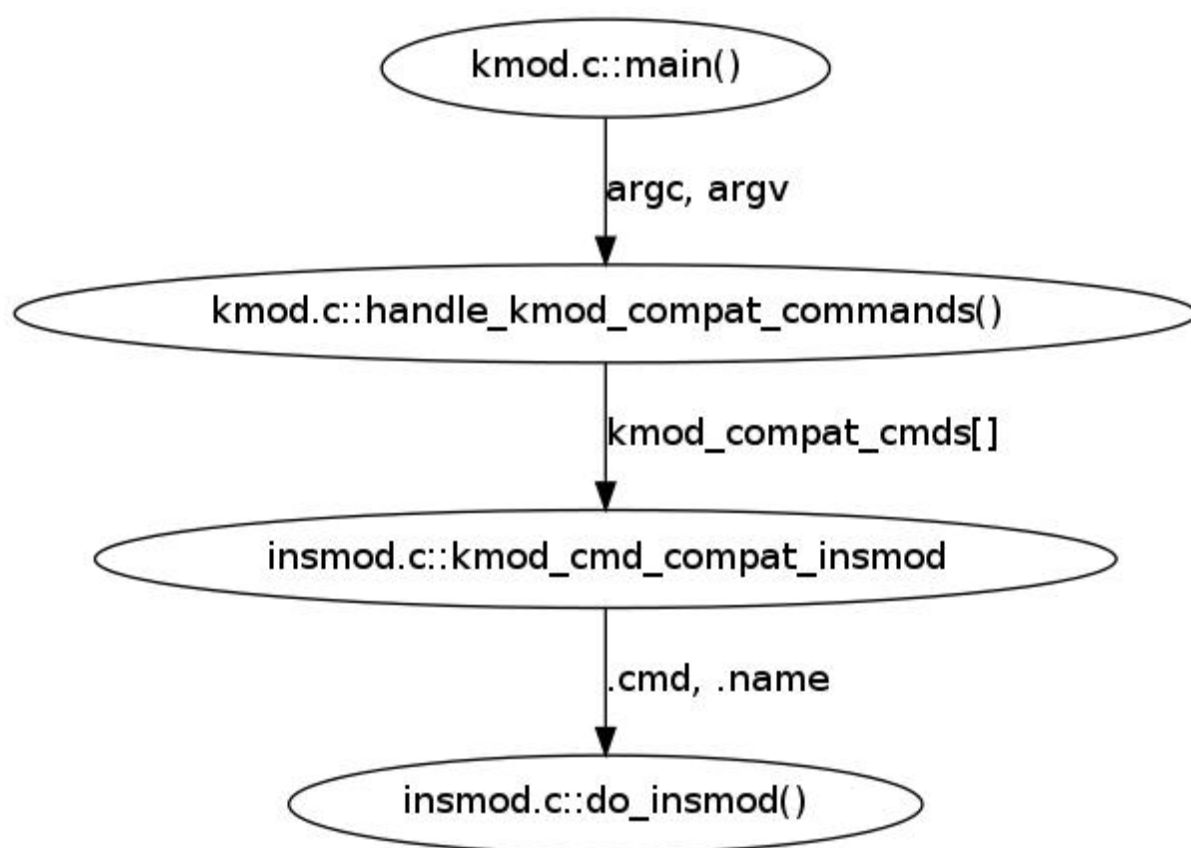 kmod.c::main()
argc, argv
kmod.c::handle_kmod_compat_commands()
kmod_compat_cmds[]
insmod.c::kmod_cmd_compat_insmod
.cmd, .name
insmod.c::do_insmod()